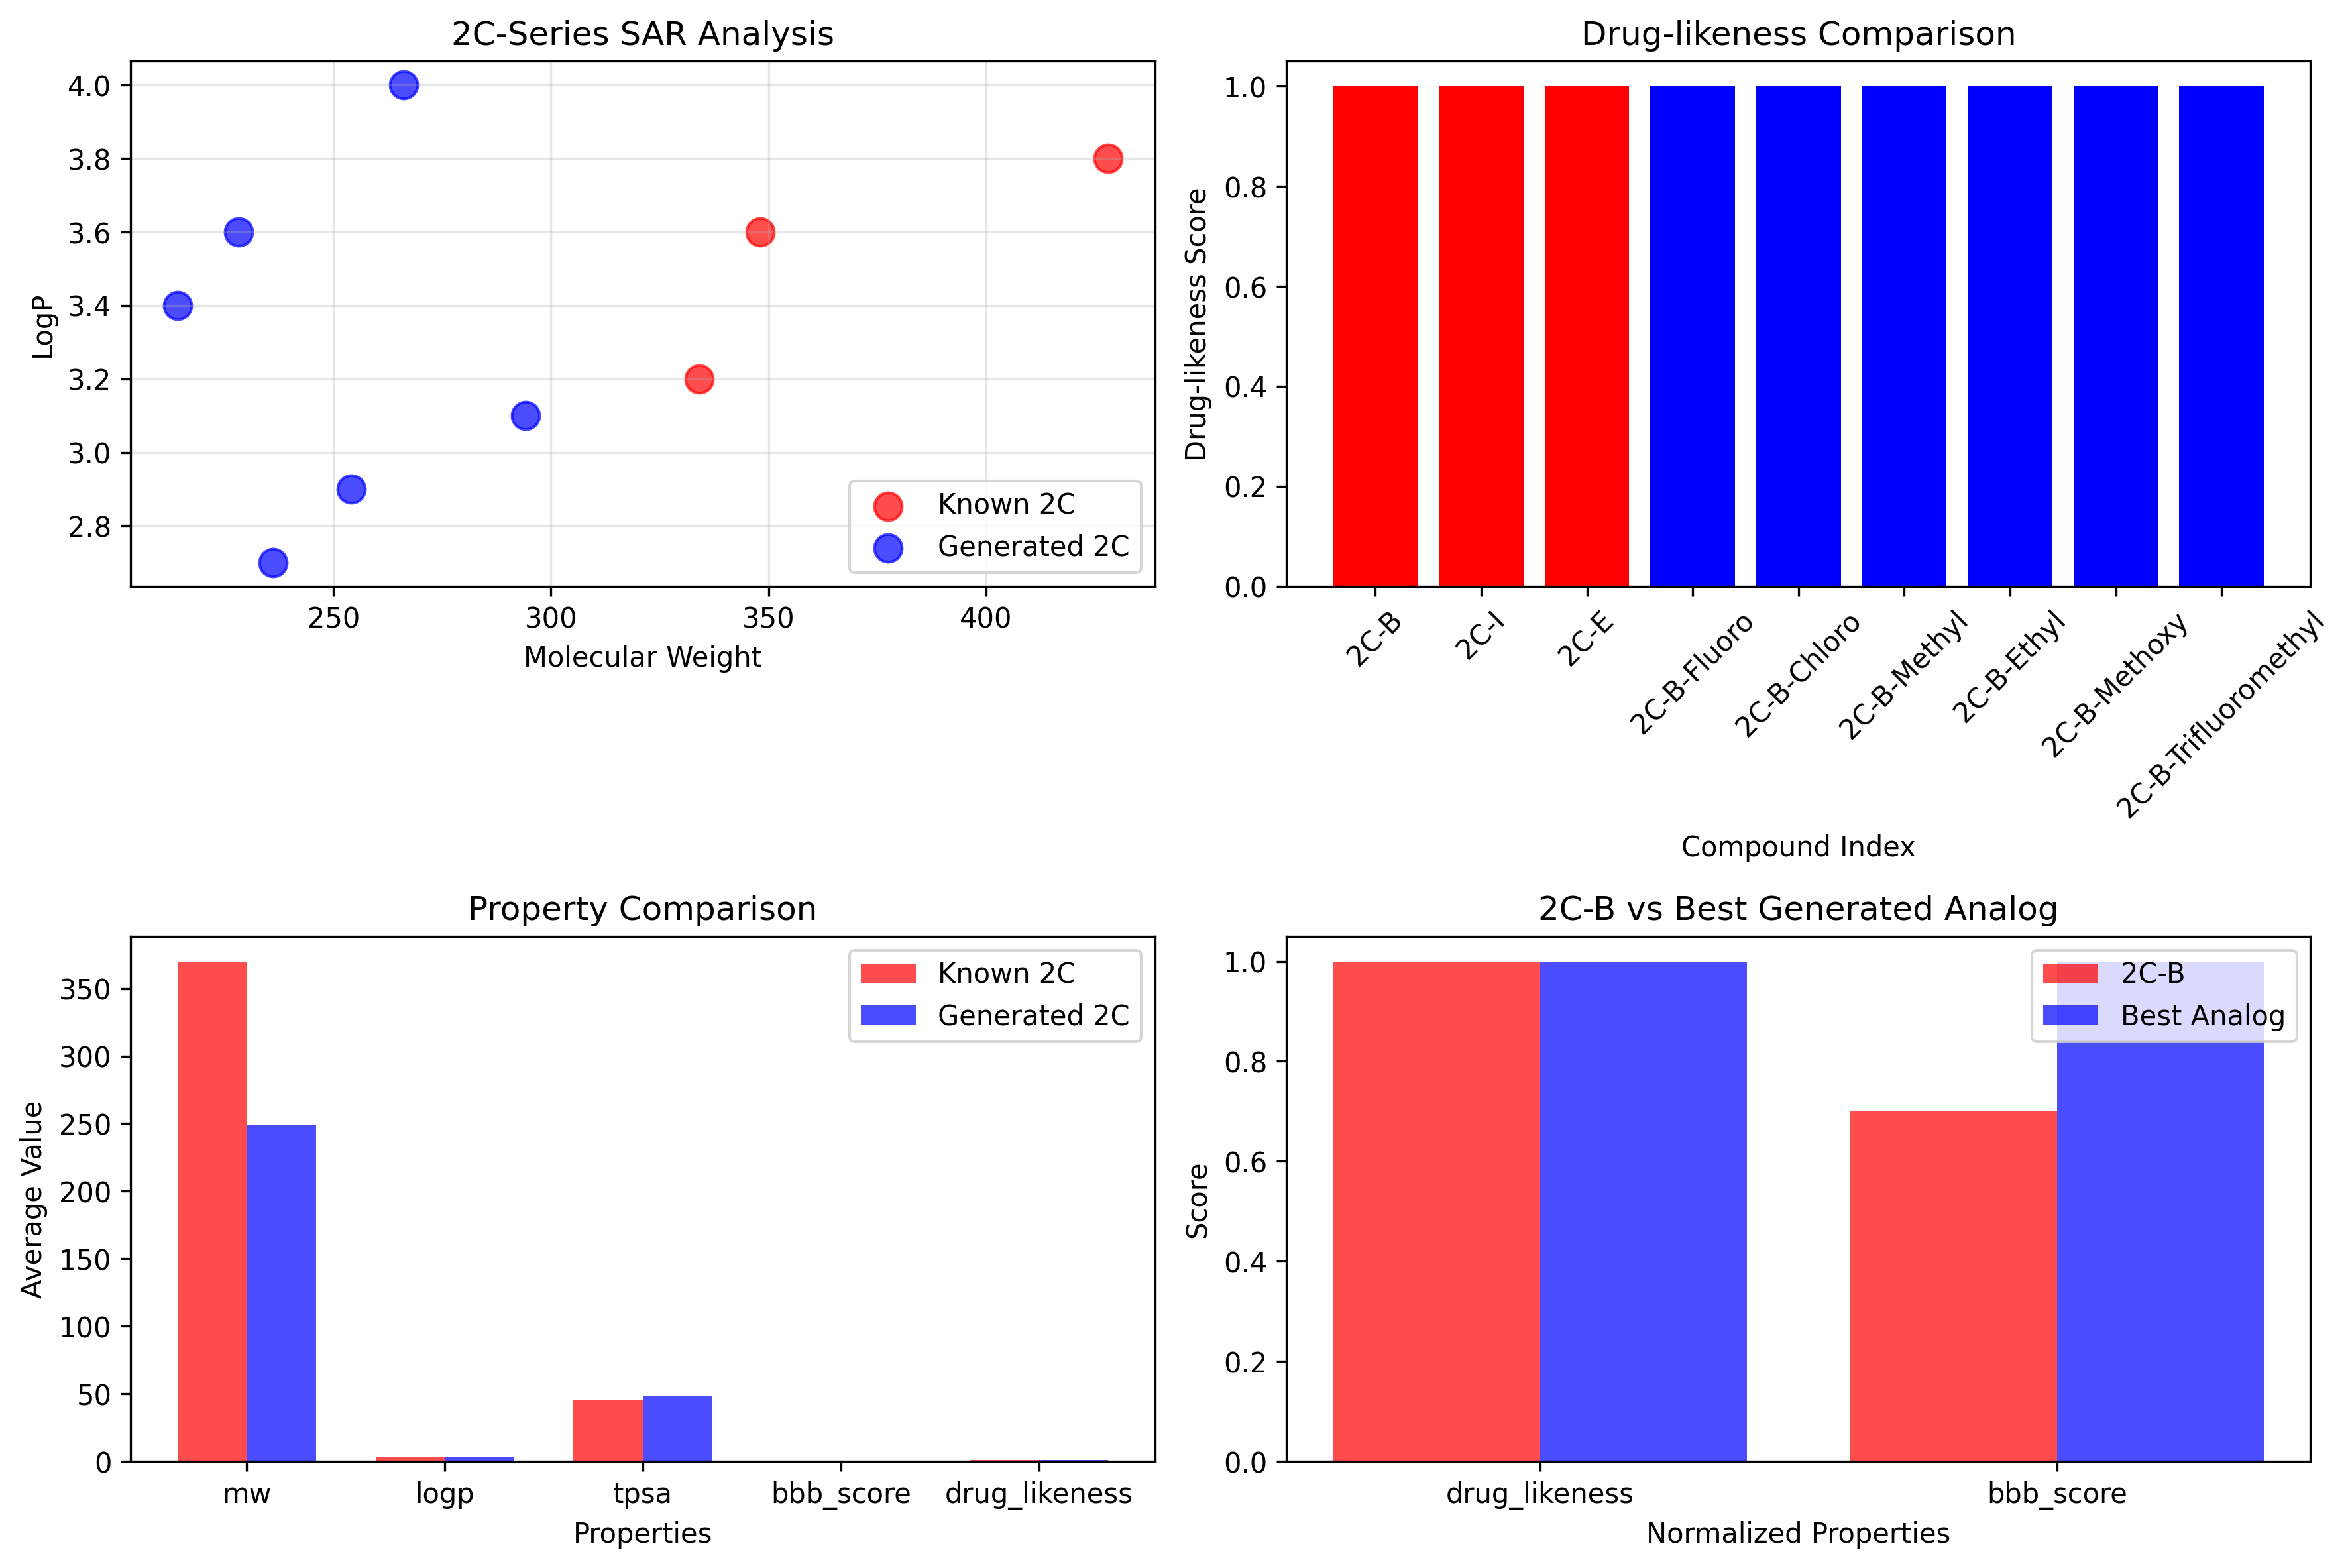 2C-Series SAR Analysis
LogP
4.0
3.8
3.6
3.4
3.2
3.0
2.8
250 300 350 400
Molecular Weight
Known 2C
Generated 2C
Drug-likeness Comparison
Drug-likeness Score
1.0
0.8
0.6
0.4
0.2
0.0
2C-B
2C-I
2C-E
2C-B-Fluoro
2C-B-Chloro
2C-B-Methyl
2C-B-Ethyl
2C-B-Methoxy
2C-B-Trifluoromethyl
Compound Index
Property Comparison
Average Value
350
300
250
200
150
100
50
0
mw logp tpsa bbb_score drug_likeness
Properties
Known 2C
Generated 2C
2C-B vs Best Generated Analog
Score
1.0
0.8
0.6
0.4
0.2
0.0
drug_likeness bbb_score
Normalized Properties
2C-B
Best Analog